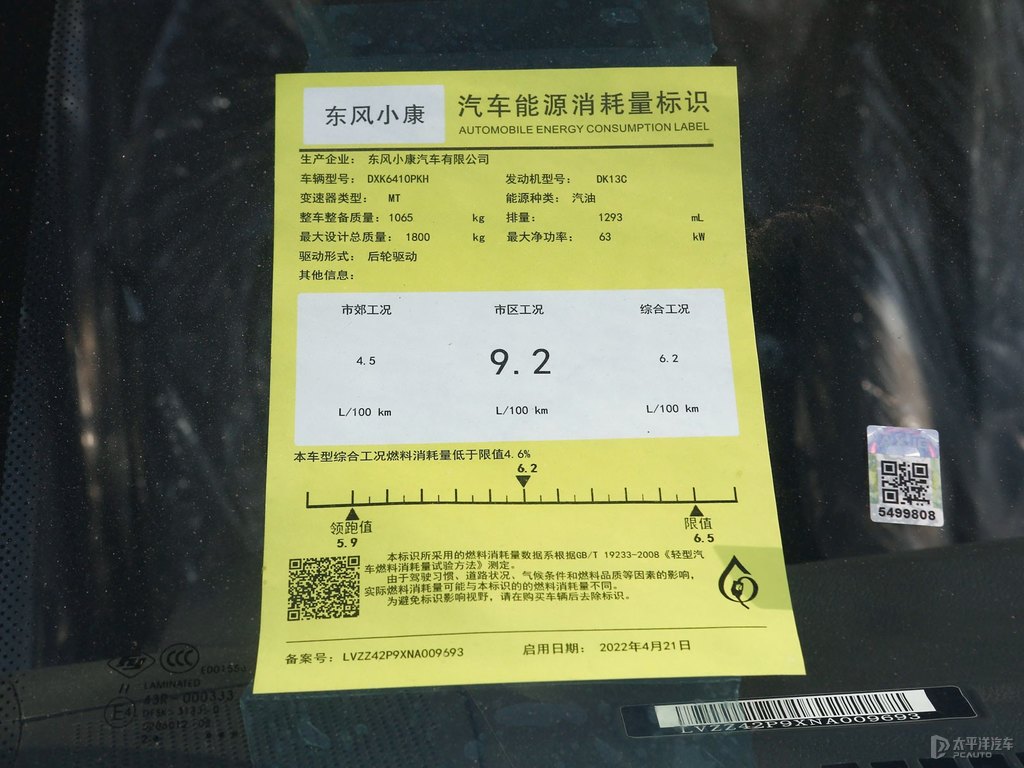 东风小康
汽车能源消耗量标识
AUTOMOBILE ENERGY CONSUMPTION LABEL
生产企业： 东风小康汽车有限公司
车辆型号： DXK6410PKH 发动机型号： DK13C
变速器类型： MT 能源种类： 汽油
整车整备质量：1065 kg 排量： 1293 mL
最大设计总质量： 1800 kg 最大净功率： 63 kW
驱动形式： 后轮驱动
其他信息：
市郊工况 市区工况 综合工况
4.5 9.2 6.2
L/100 km L/100 km L/100 km
本车型综合工况燃料消耗量低于限值4.6%
6.2
领跑值 限值
5.9 6.5
本标识所采用的燃料消耗量数据系根据GB/T 19233-2008《轻型汽
车燃料消耗量试验方法》测定。
由于驾驶习惯、道路状况、气候条件和燃料品质等因素的影响，
实际燃料消耗量可能与本标识的的燃料消耗量不同。
为避免标识影响视野，请在购买车辆后去除标识。
备案号： LVZZ42P9XNA009693 启用日期： 2022年4月21日
5499808
CCC
LAMINATED
43R-000333
E4
LVZZ42P9XNA009693
太平洋汽车
PCAUTO